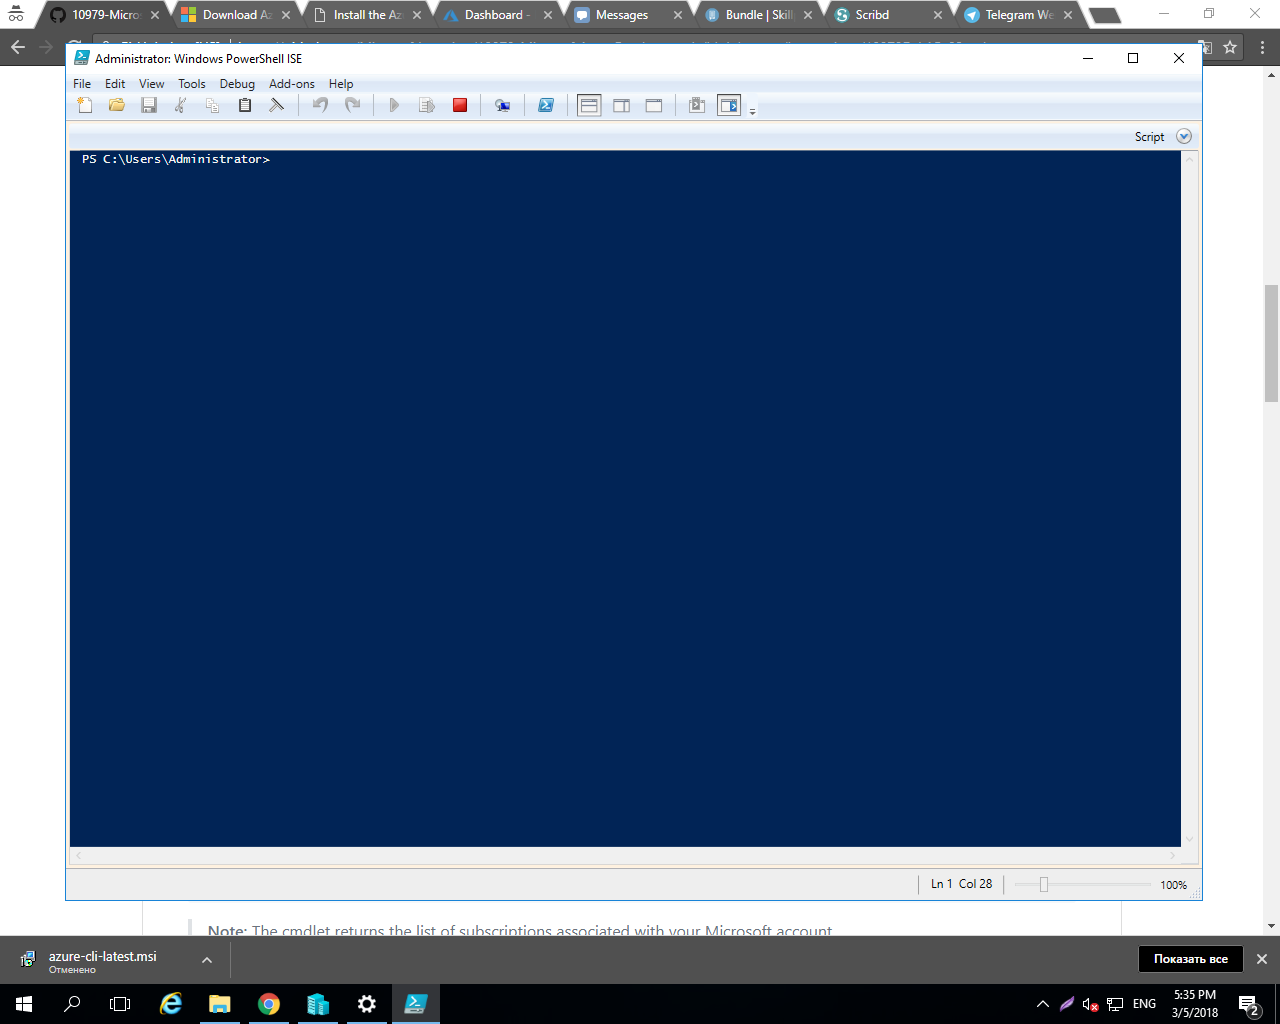 10979-Micros
Download Az
Install the Az
Dashboard -
Messages
Bundle | Skill
Scribd
Telegram We
Administrator: Windows PowerShell ISE
File Edit View Tools Debug Add-ons Help
Script
PS C:\Users\Administrator>
Ln 1 Col 28
100%
Note: The cmdlet returns the list of subscriptions associated with your Microsoft account
azure-cli-latest.msi
Отменено
Показать все
ENG
5:35 PM
3/5/2018
2